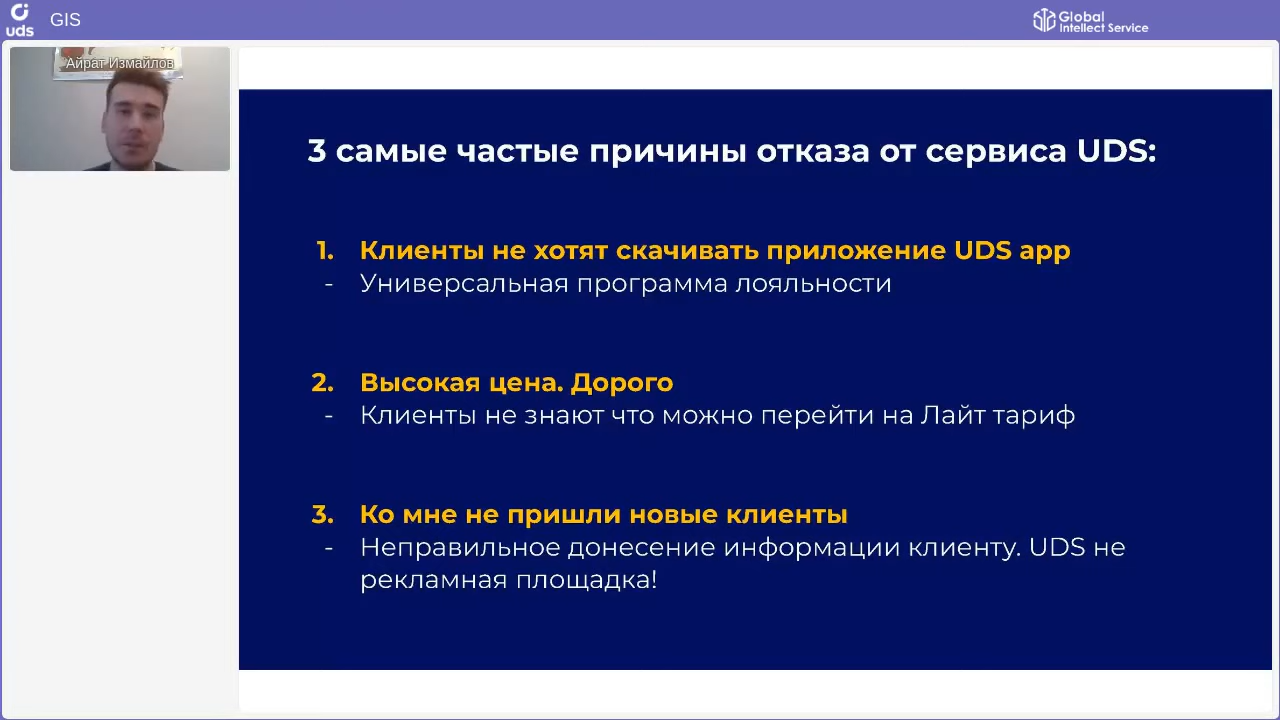 uds
GIS
Global
Intellect Service
Айрат Измайлов
3 самые частые причины отказа от сервиса UDS:
1. Клиенты не хотят скачивать приложение UDS app
- Универсальная программа лояльности
2. Высокая цена. Дорого
- Клиенты не знают что можно перейти на Лайт тариф
3. Ко мне не пришли новые клиенты
- Неправильное донесение информации клиенту. UDS не
рекламная площадка!